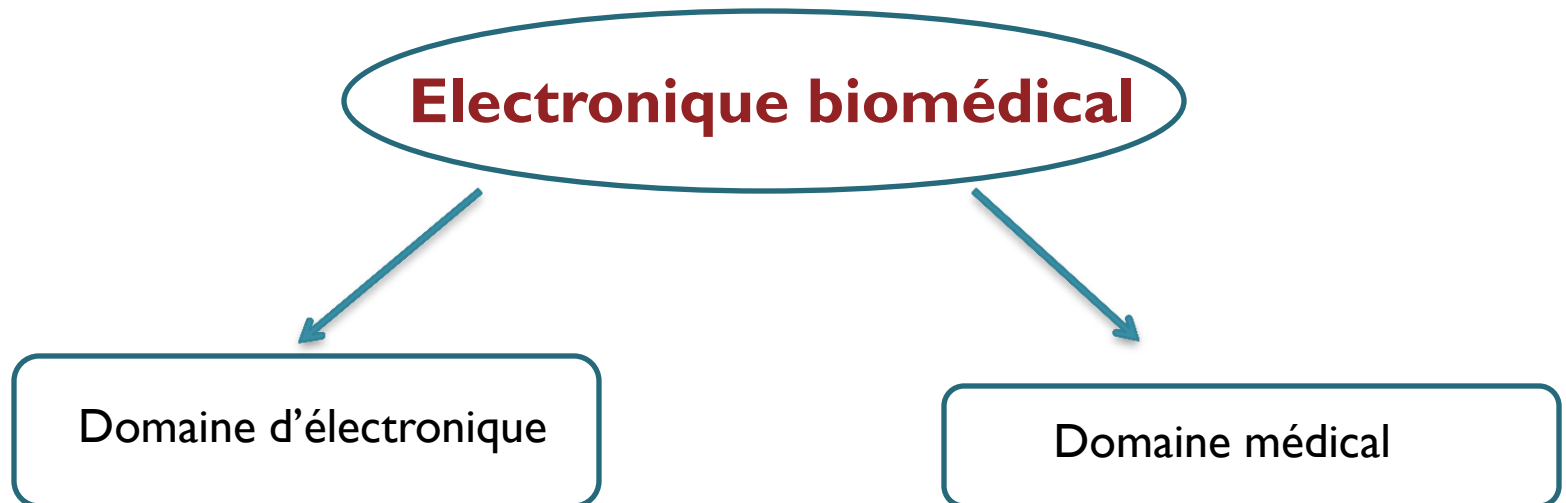 Electronique biomédical
Domaine d’électronique
Domaine médical